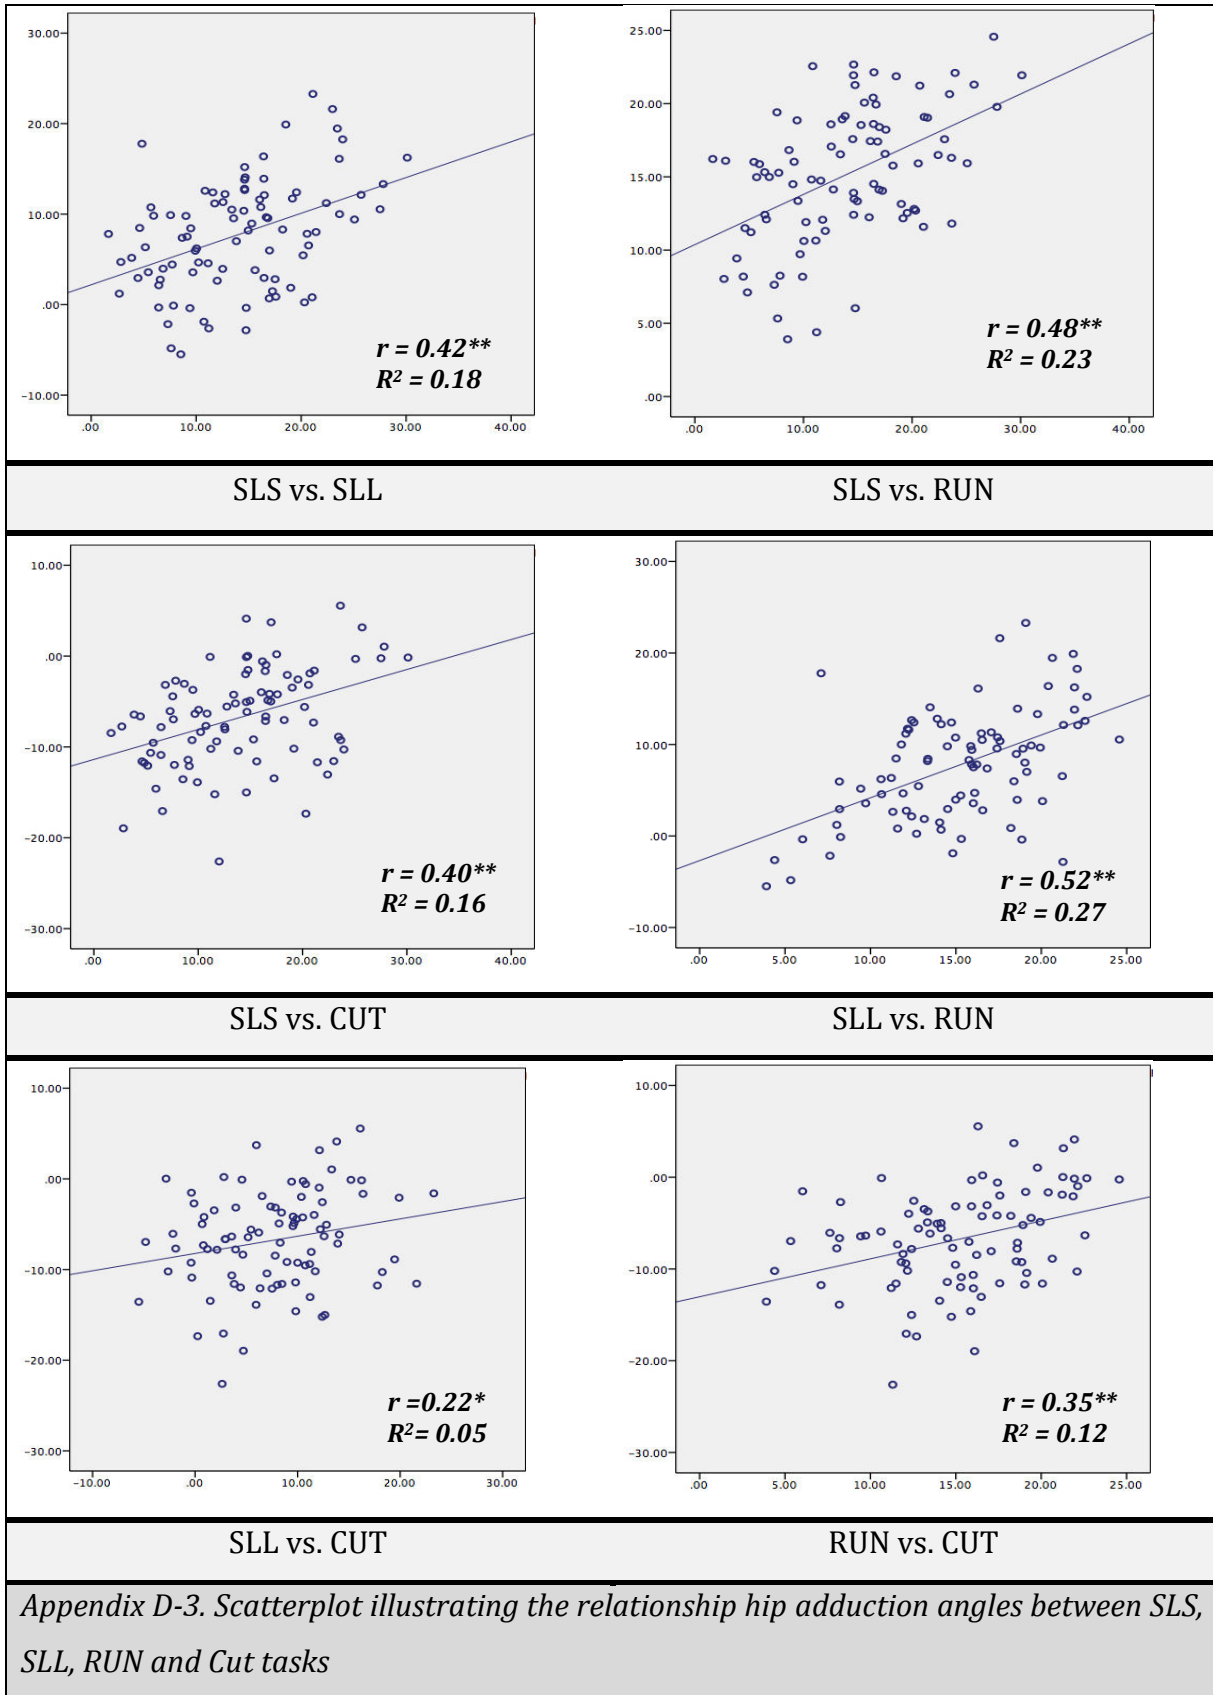 30.00
20.00
10.00
.00
-10.00
.00 10.00 20.00 30.00 40.00
r = 0.42**
R² = 0.18
25.00
20.00
15.00
10.00
5.00
.00
.00 10.00 20.00 30.00 40.00
r = 0.48**
R² = 0.23
SLS vs. SLL
SLS vs. RUN
10.00
.00
-10.00
-20.00
-30.00
.00 10.00 20.00 30.00 40.00
r = 0.40**
R² = 0.16
30.00
20.00
10.00
.00
-10.00
.00 5.00 10.00 15.00 20.00 25.00
r = 0.52**
R² = 0.27
SLS vs. CUT
SLL vs. RUN
10.00
.00
-10.00
-20.00
-30.00
-10.00 .00 10.00 20.00 30.00
r =0.22*
R²= 0.05
10.00
.00
-10.00
-20.00
-30.00
.00 5.00 10.00 15.00 20.00 25.00
r = 0.35**
R² = 0.12
SLL vs. CUT
RUN vs. CUT
Appendix D-3. Scatterplot illustrating the relationship hip adduction angles between SLS,
SLL, RUN and Cut tasks